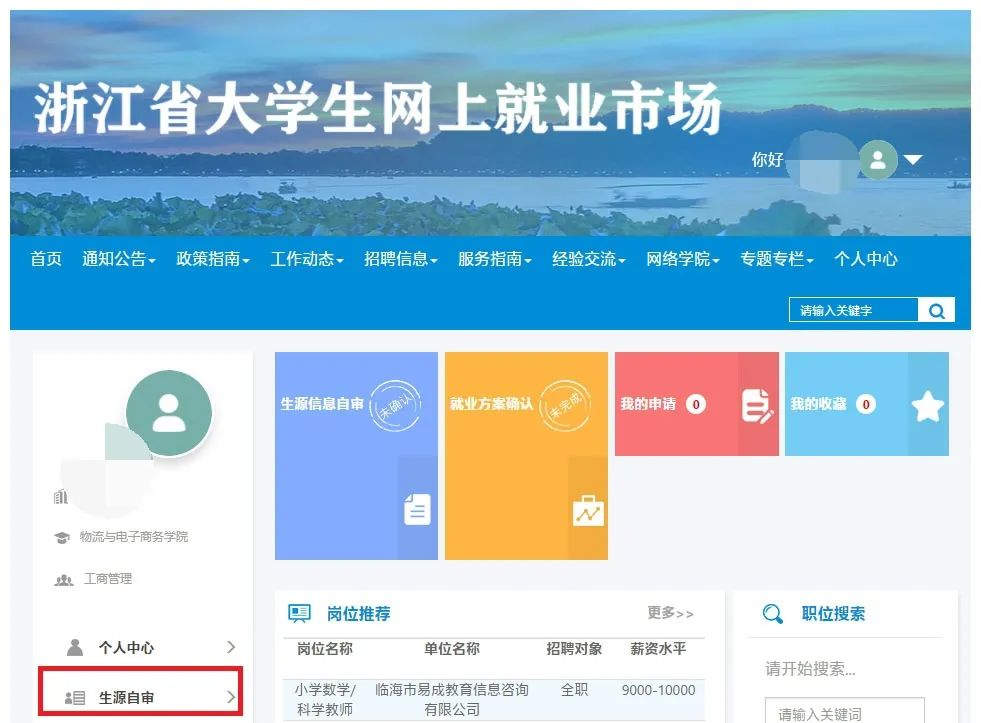 浙江省大学生网上就业市场
你好
首页 通知公告 政策指南 工作动态 招聘信息 服务指南 经验交流 网络学院 专题专栏 个人中心
请输入关键字
生源信息自审 未确认
就业方案确认 未完成
我的申请 0
我的收藏 0
物流与电子商务学院
工商管理
个人中心
生源自审
岗位推荐 更多>>
岗位名称 单位名称 招聘对象 薪资水平
小学数学/ 临海市易成教育信息咨询 全职 9000-10000
科学教师 有限公司
职位搜索
请开始搜索...
请输入关键词